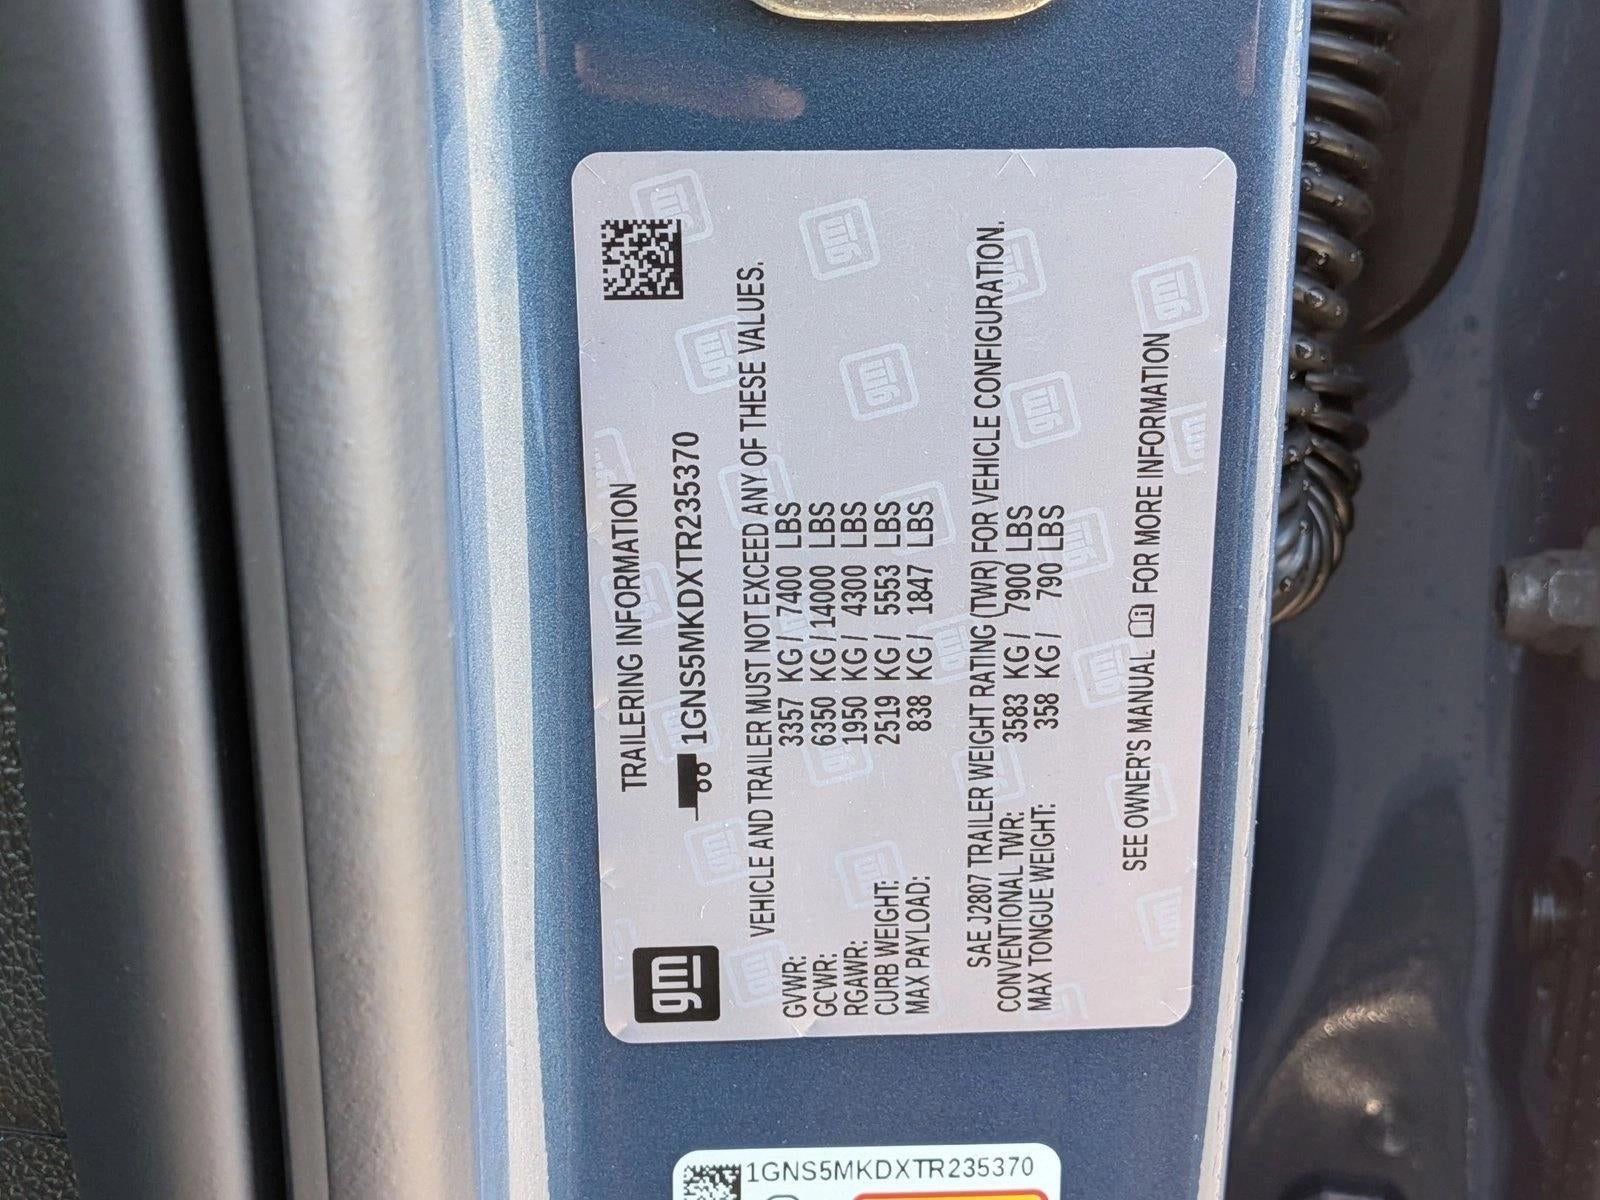 gm
TRAILERING INFORMATION
1GNS5MKDXTR235370
VEHICLE AND TRAILER MUST NOT EXCEED ANY OF THESE VALUES.
GVWR: 3357 KG / 7400 LBS
GCWR: 6350 KG / 14000 LBS
RGAWR: 1950 KG / 4300 LBS
CURB WEIGHT: 2519 KG / 5553 LBS
MAX PAYLOAD: 838 KG / 1847 LBS
SAE J2807 TRAILER WEIGHT RATING (TWR) FOR VEHICLE CONFIGURATION.
CONVENTIONAL TWR: 3583 KG / 7900 LBS
MAX TONGUE WEIGHT: 358 KG / 790 LBS
SEE OWNER'S MANUAL FOR MORE INFORMATION
1GNS5MKDXTR235370